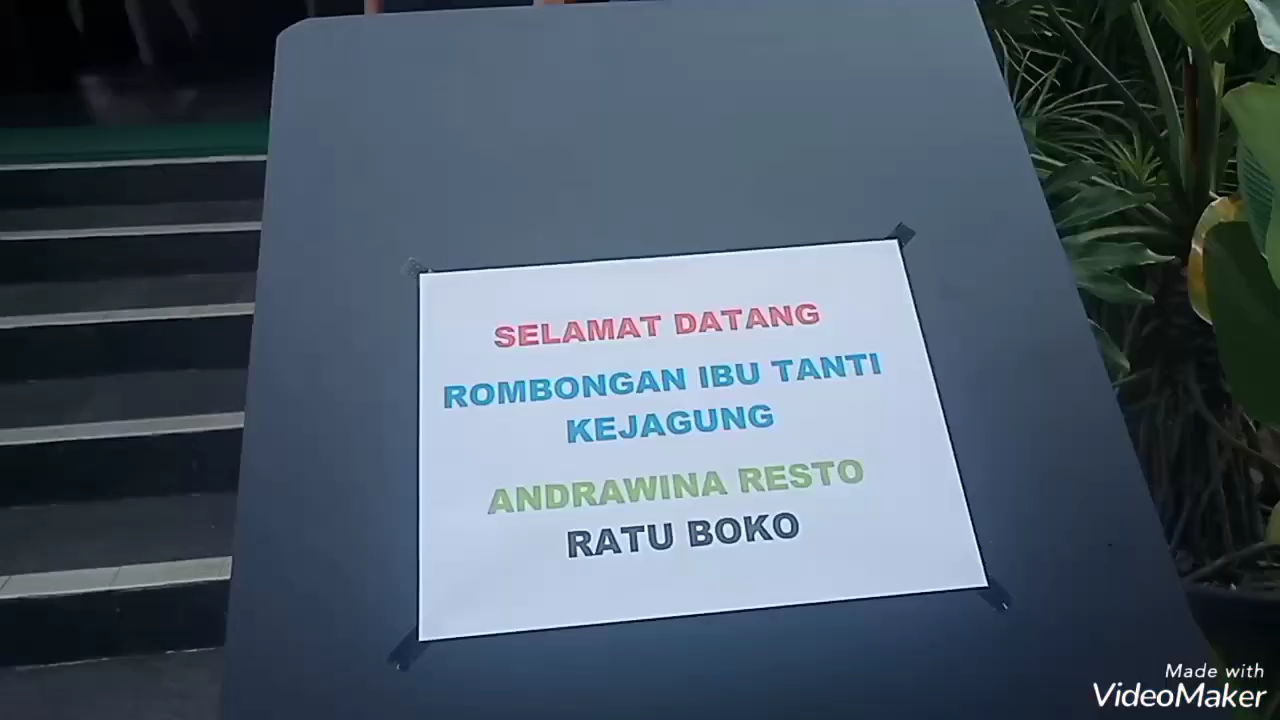 SELAMAT DATANG
ROMBONGAN IBU TANTI
KEJAGUNG
ANDRAWINA RESTO
RATU BOKO
Made with
VideoMaker